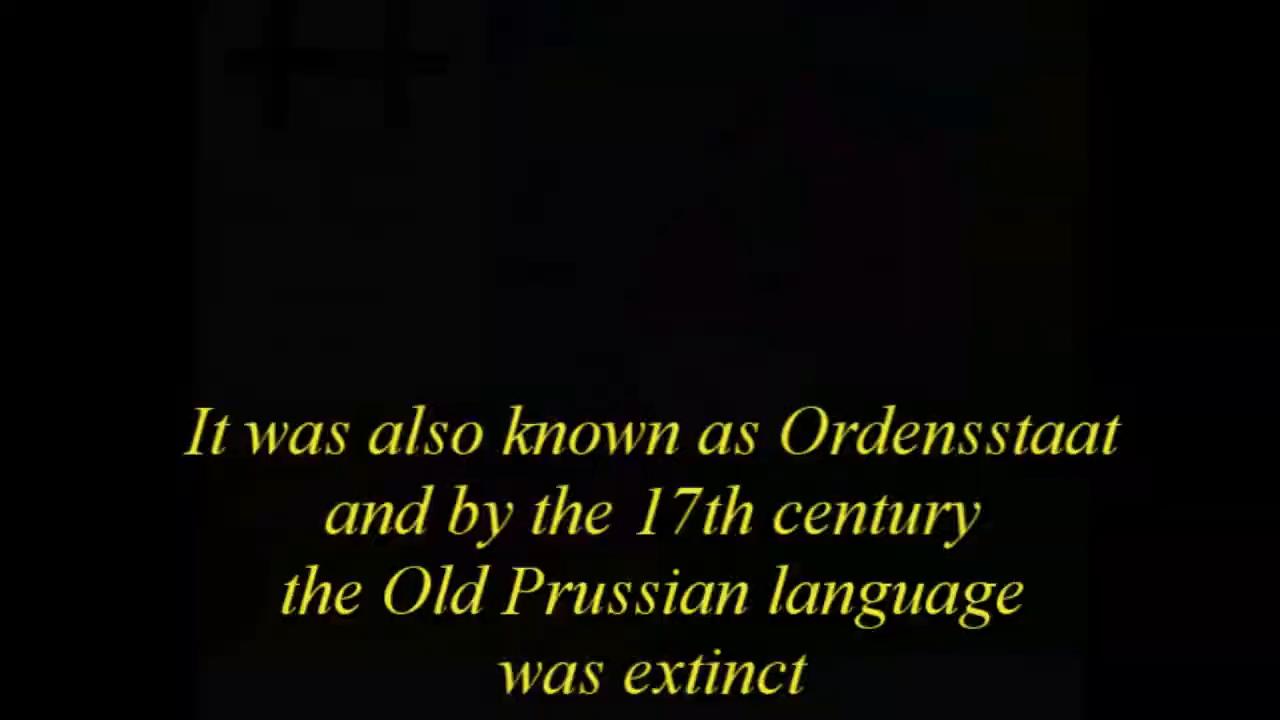 It was also known as Ordensstaat
and by the 17th century
the Old Prussian language
was extinct